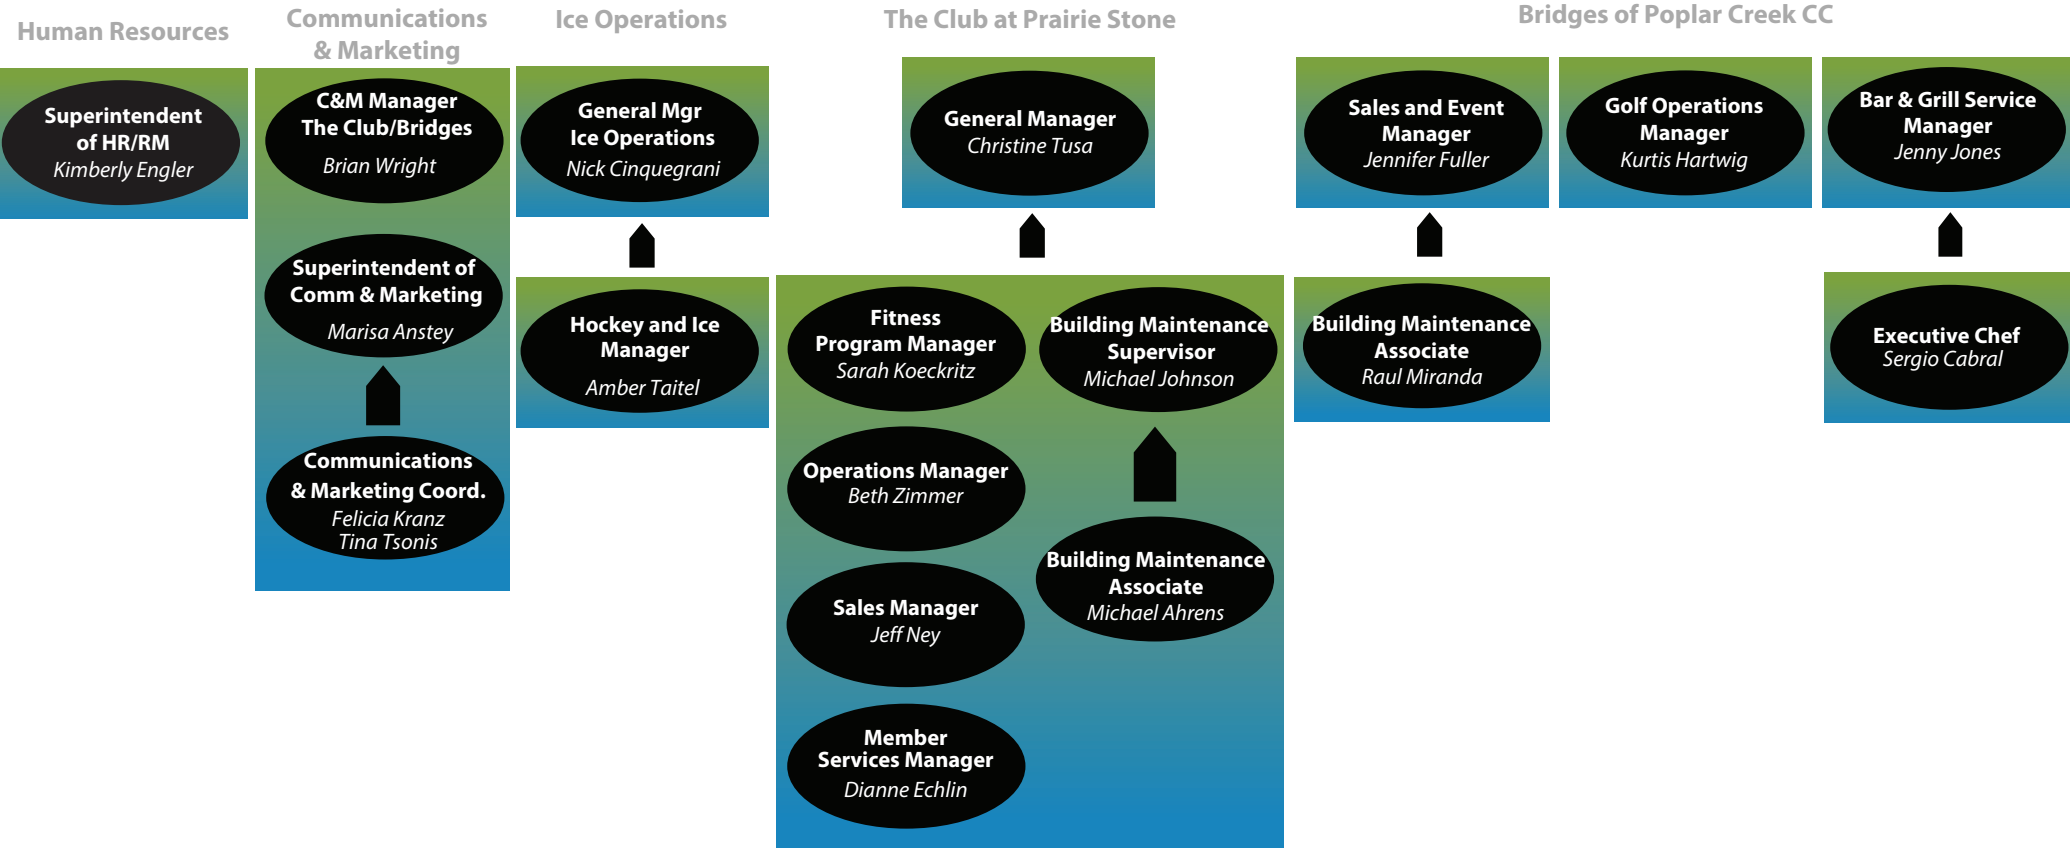 Human Resources
Superintendent
of HR/RM
Kimberly Engler
Communications
& Marketing
C&M Manager
The Club/Bridges
Brian Wright
Superintendent of
Comm & Marketing
Marisa Anstey
Communications
& Marketing Coord.
Felicia Kranz
Tina Tsonis
Ice Operations
General Mgr
Ice Operations
Nick Cinquegrani
Hockey and Ice
Manager
Amber Taitel
The Club at Prairie Stone
General Manager
Christine Tusa
Fitness
Program Manager
Sarah Koeckritz
Operations Manager
Beth Zimmer
Sales Manager
Jeff Ney
Member
Services Manager
Dianne Echlin
Building Maintenance
Supervisor
Michael Johnson
Building Maintenance
Associate
Michael Ahrens
Bridges of Poplar Creek CC
Sales and Event
Manager
Jennifer Fuller
Building Maintenance
Associate
Raul Miranda
Golf Operations
Manager
Kurtis Hartwig
Bar & Grill Service
Manager
Jenny Jones
Executive Chef
Sergio Cabral